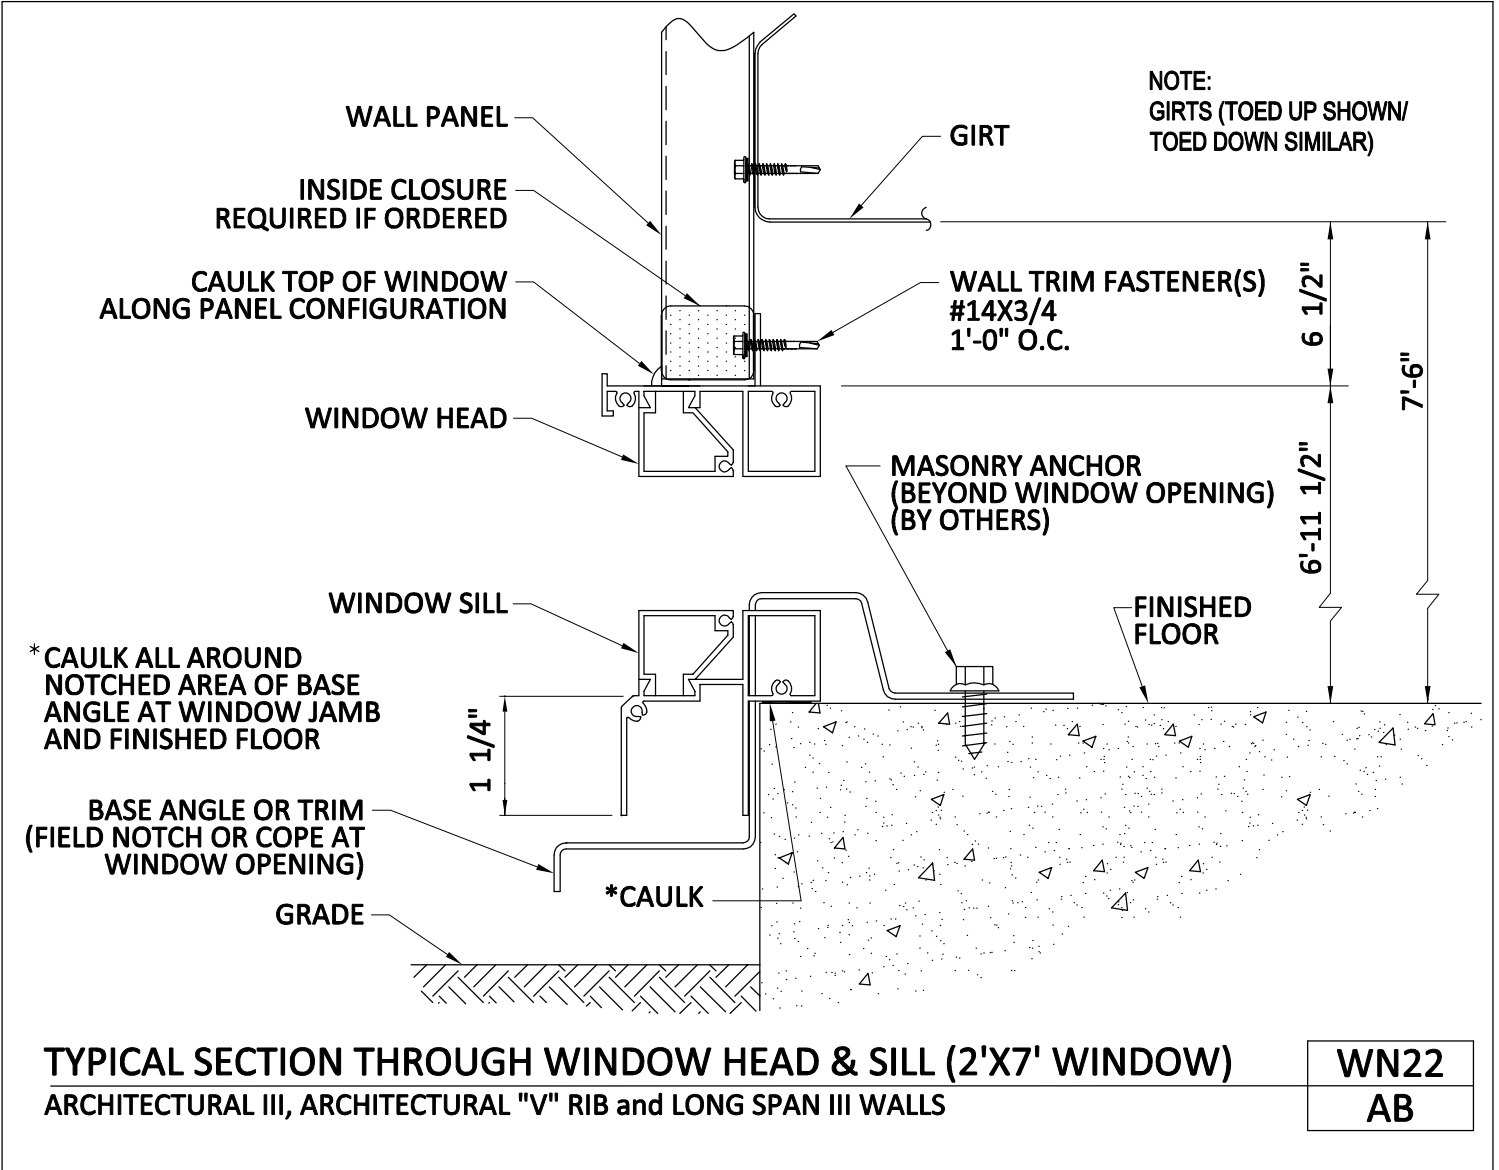 WALL PANEL
INSIDE CLOSURE
REQUIRED IF ORDERED
CAULK TOP OF WINDOW
ALONG PANEL CONFIGURATION
WINDOW HEAD
NOTE:
GIRTS (TOED UP SHOWN/
TOED DOWN SIMILAR)
GIRT
WALL TRIM FASTENER(S)
#14X3/4
1'-0" O.C.
6 1/2"
7'-6"
6'-11 1/2"
MASONRY ANCHOR
(BEYOND WINDOW OPENING)
(BY OTHERS)
WINDOW SILL
FINISHED
FLOOR
*CAULK ALL AROUND
NOTCHED AREA OF BASE
ANGLE AT WINDOW JAMB
AND FINISHED FLOOR
1 1/4"
BASE ANGLE OR TRIM
(FIELD NOTCH OR COPE AT
WINDOW OPENING)
*CAULK
GRADE
TYPICAL SECTION THROUGH WINDOW HEAD & SILL (2'X7' WINDOW)
ARCHITECTURAL III, ARCHITECTURAL "V" RIB and LONG SPAN III WALLS
WN22
AB